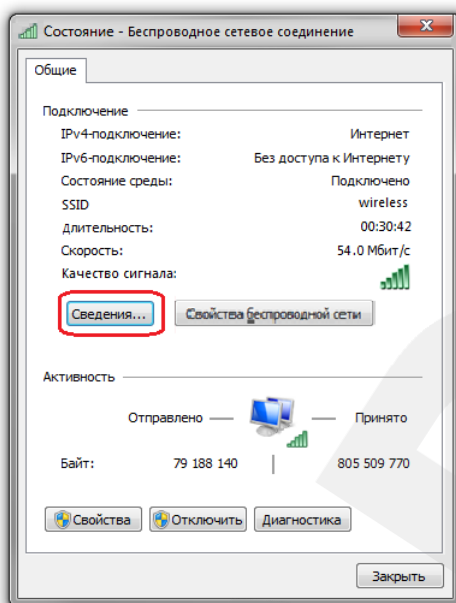 Состояние - Беспроводное сетевое соединение
Общие
Подключение
IPv4-подключение: Интернет
IPv6-подключение: Без доступа к Интернету
Состояние среды: Подключено
SSID wireless
Длительность: 00:30:42
Скорость: 54.0 Мбит/с
Качество сигнала:
Сведения... Свойства беспроводной сети
Активность
Отправлено Принято
Байт: 79 188 140 805 509 770
Свойства Отключить Диагностика
Закрыть